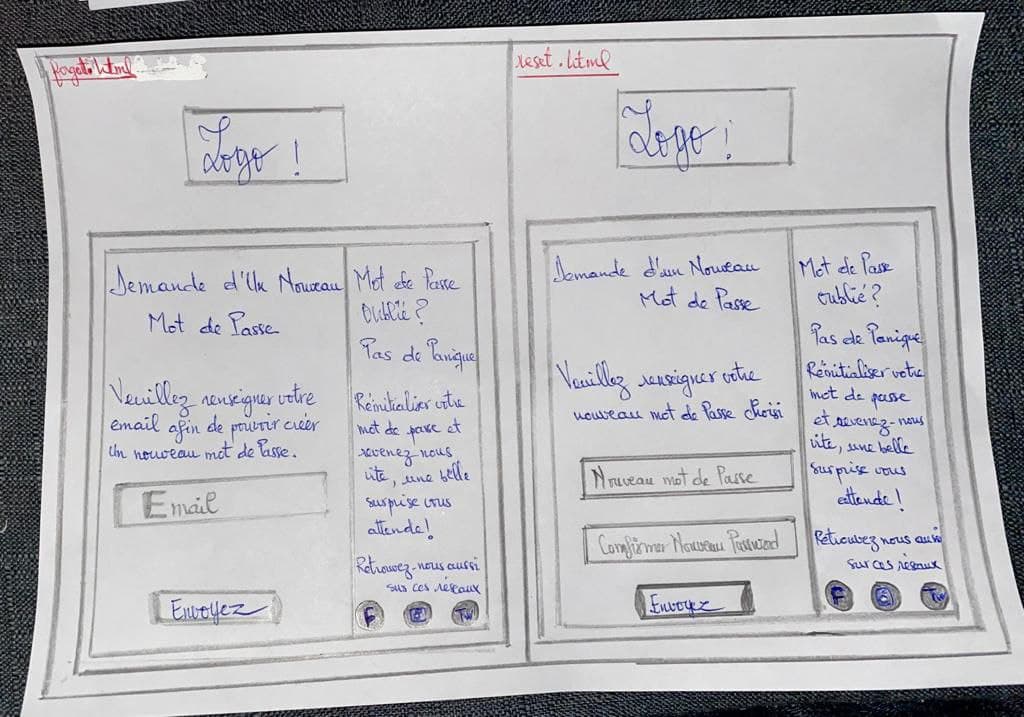 forgot.html
Logo !
Demande d'Un Nouveau
Mot de Passe
Veuillez renseigner votre
email afin de pouvoir créer
Un nouveau mot de Passe.
Email
Envoyez
Mot de Passe
Oublié ?
Pas de Panique
Réinitialiser votre
mot de passe et
revenez-nous
vite, une belle
surprise vous
attende !
Retrouvez-nous aussi
sur ces réseaux
F
Tw
reset.html
Logo !
Demande d'un Nouveau
Mot de Passe
Veuillez renseigner votre
nouveau mot de Passe choisi
Nouveau mot de Passe
Confirmer Nouveau Password
Envoyez
Mot de Passe
oublié ?
Pas de Panique
Réinitialiser votre
mot de passe
et revenez-nous
vite, une belle
surprise vous
attende !
Retrouvez-nous aussi
sur ces réseaux
F
Tw